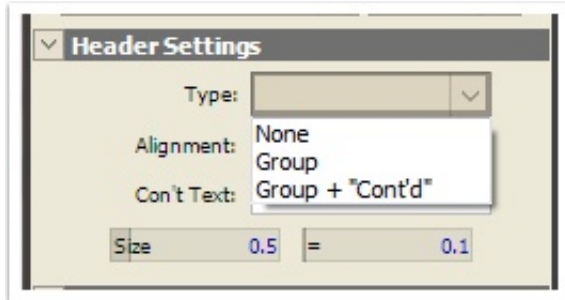 Header Settings
Type:
None
Alignment:
Group
Con't Text:
Group + "Cont'd"
Size 0.5 = 0.1